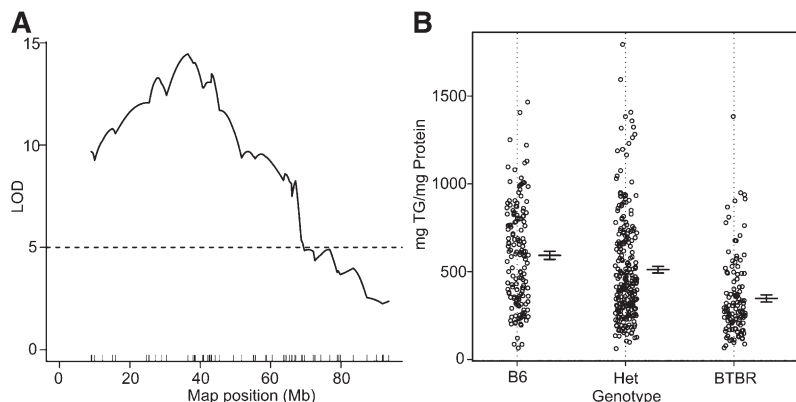 A
15
10
5
0
LOD
0 20 40 60 80
Map position (Mb)
B
1500
1000
500
0
mg TG/mg Protein
B6 Het BTBR
Genotype